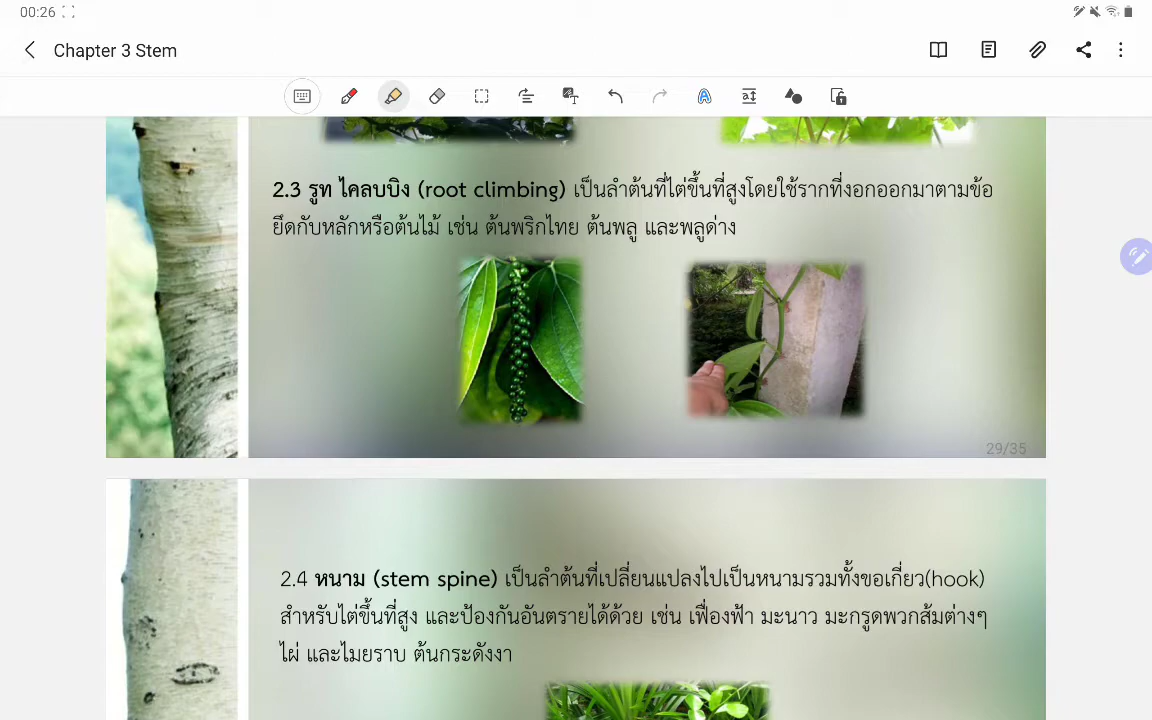 00:26
Chapter 3 Stem
2.3 รูท ไคลบบิง (root climbing) เป็นลำต้นที่ไต่ขึ้นที่สูงโดยใช้รากที่งอกออกมาตามข้อ
ยึดกับหลักหรือต้นไม้ เช่น ต้นพริกไทย ต้นพลู และพลูด่าง
29/35
2.4 หนาม (stem spine) เป็นลำต้นที่เปลี่ยนแปลงไปเป็นหนามรวมทั้งขอเกี่ยว(hook)
สำหรับไต่ขึ้นที่สูง และป้องกันอันตรายได้ด้วย เช่น เฟื่องฟ้า มะนาว มะกรูดพวกส้มต่างๆ
ไผ่ และไมยราบ ต้นกระดังงา